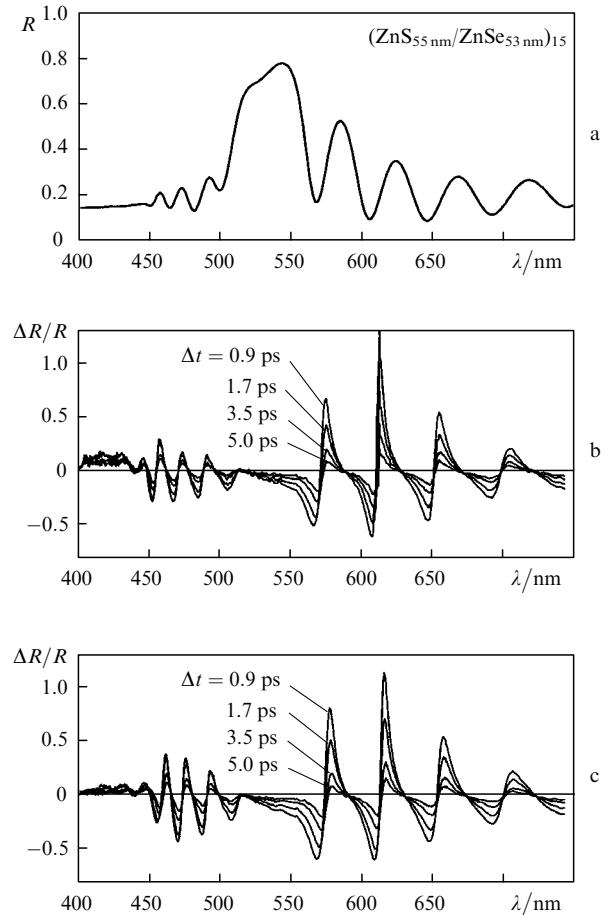 R
1.0
(ZnS₅₅ ₙₘ/ZnSe₅₃ ₙₘ)₁₅
0.8
0.6
a
0.4
0.2
0
400 450 500 550 600 650 λ/nm
ΔR/R
Δt = 0.9 ps
1.0
1.7 ps
3.5 ps
0.5
5.0 ps
b
0
−0.5
400 450 500 550 600 650 λ/nm
ΔR/R
Δt = 0.9 ps
1.0
1.7 ps
3.5 ps
0.5
5.0 ps
c
0
−0.5
400 450 500 550 600 650 λ/nm